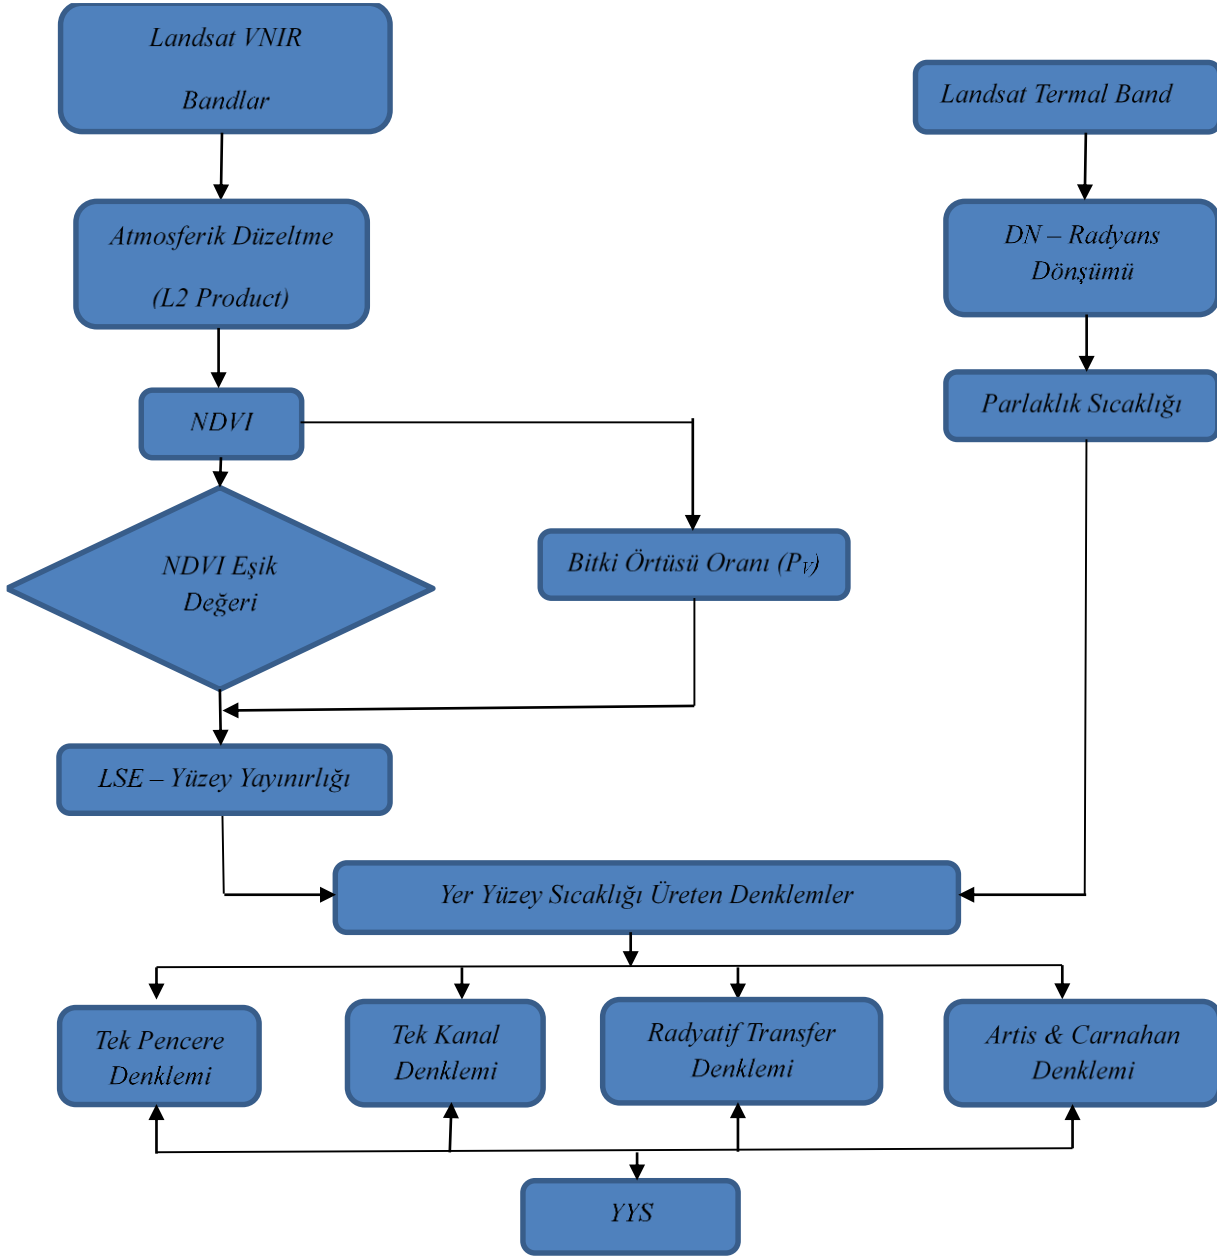 Landsat VNIR
Bandlar
Landsat Termal Band
Atmosferik Düzeltme
(L2 Product)
DN – Radyans
Dönşümü
NDVI
Parlaklık Sıcaklığı
NDVI Eşik
Değeri
Bitki Örtüsü Oranı (PV)
LSE – Yüzey Yayınırlığı
Yer Yüzey Sıcaklığı Üreten Denklemler
Tek Pencere
Denklemi
Tek Kanal
Denklemi
Radyatif Transfer
Denklemi
Artis & Carnahan
Denklemi
YYS